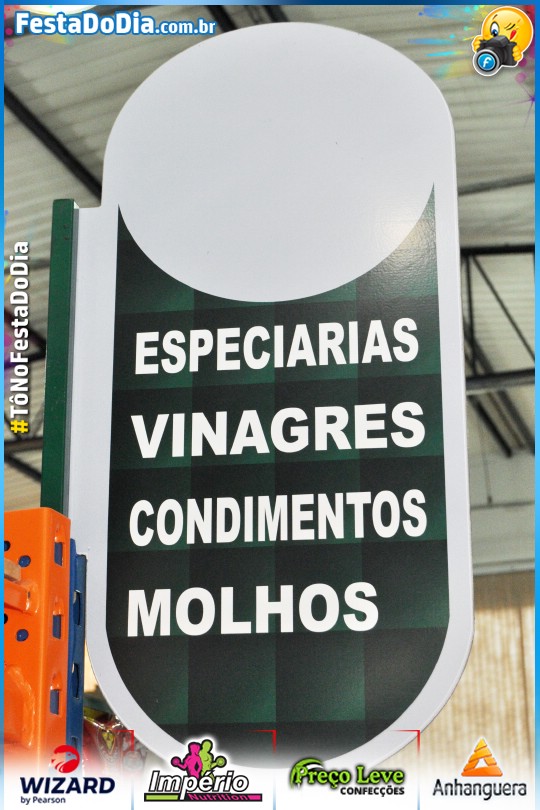 FestaDoDia.com.br
#TôNoFestaDoDia
ESPECIARIAS
VINAGRES
CONDIMENTOS
MOLHOS
WIZARD
by Pearson
Império
Nutrition
Preço Leve
CONFECÇÕES
Anhanguera